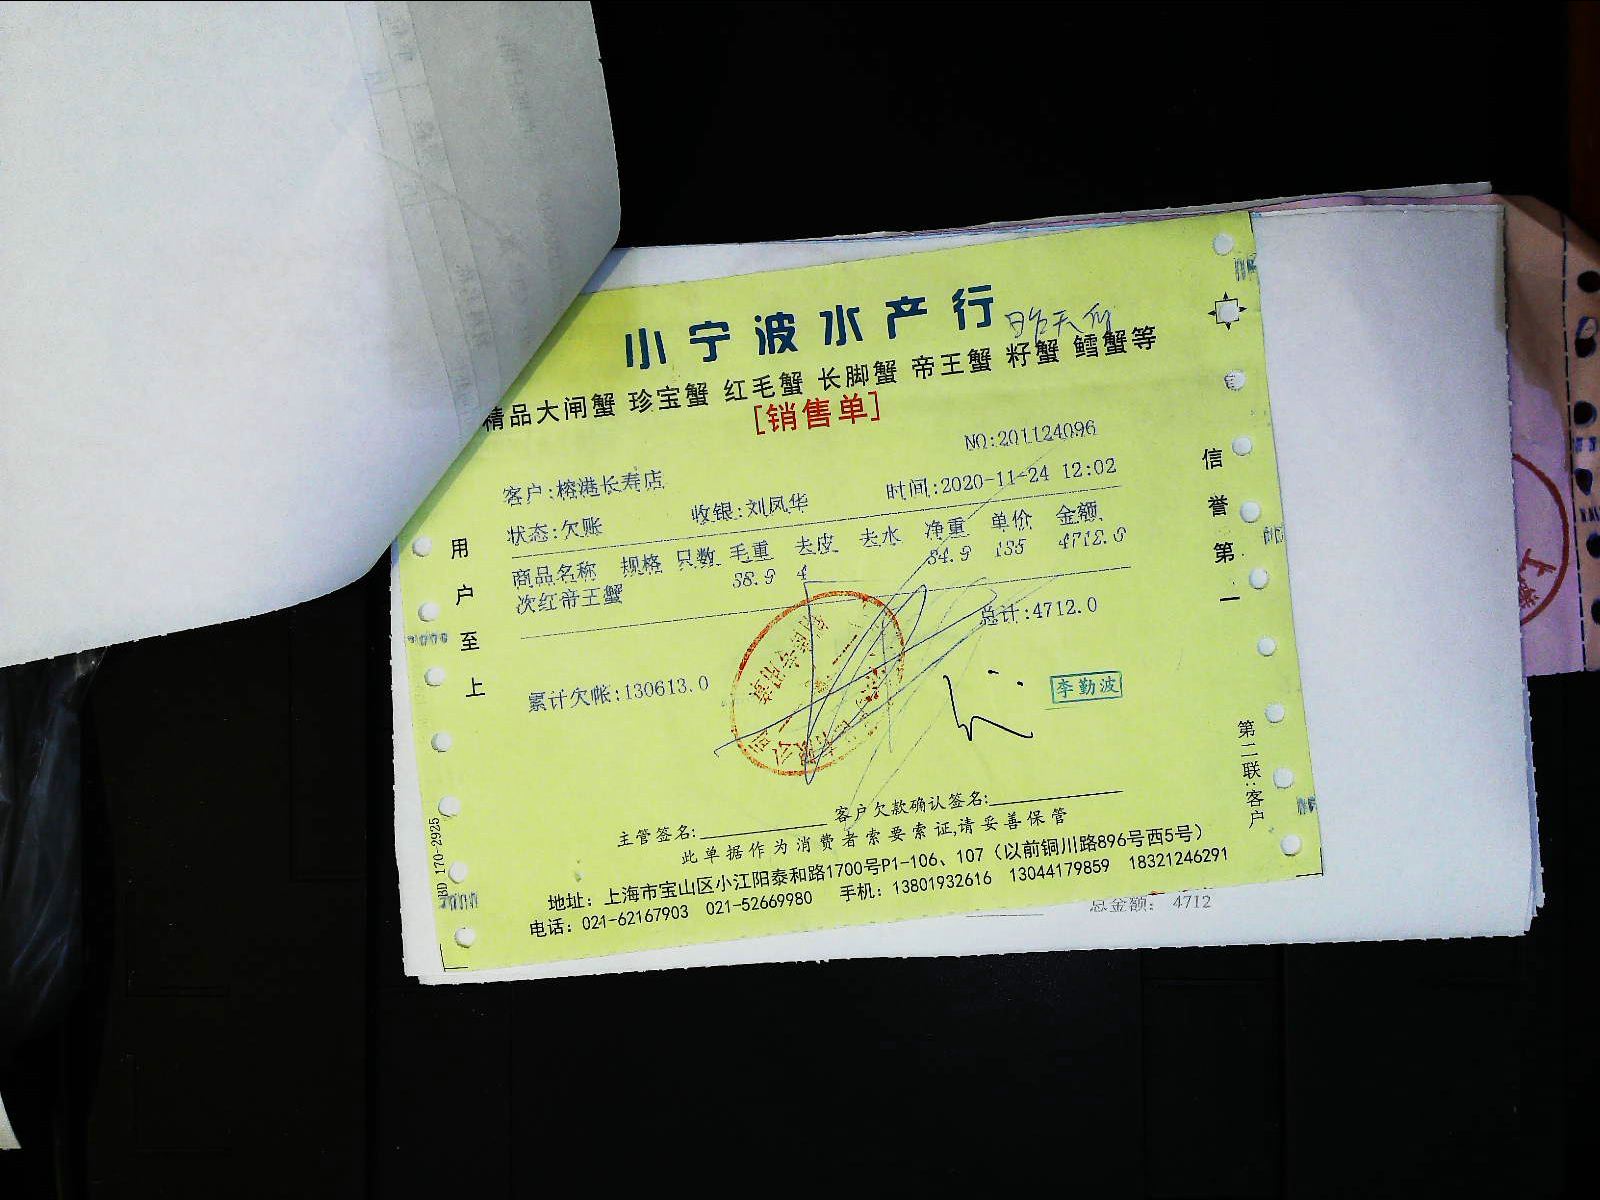 小宁波水产行
精品大闸蟹 珍宝蟹 红毛蟹 长脚蟹 帝王蟹 籽蟹 鳕蟹等
[销售单]
NO:201124096
客户:榕港长寿店
时间:2020-11-24 12:02
状态:欠账 收银:刘凤华
商品名称 规格 只数 毛重 去皮 去水 净重 单价 金额
次红帝王蟹 38.9 4 34.9 135 4712.0
总计:4712.0
累计欠帐:130613.0
李勤波
主管签名: 客户欠款确认签名:
此单据作为消费者索要索证,请妥善保管
地址：上海市宝山区小江阳泰和路1700号P1-106、107（以前铜川路896号西5号）
电话：021-62167903 021-52669980 手机：13801932616 13044179859 18321246291
用户至上
信誉第一
第二联:客户
170-2925
总金额： 4712